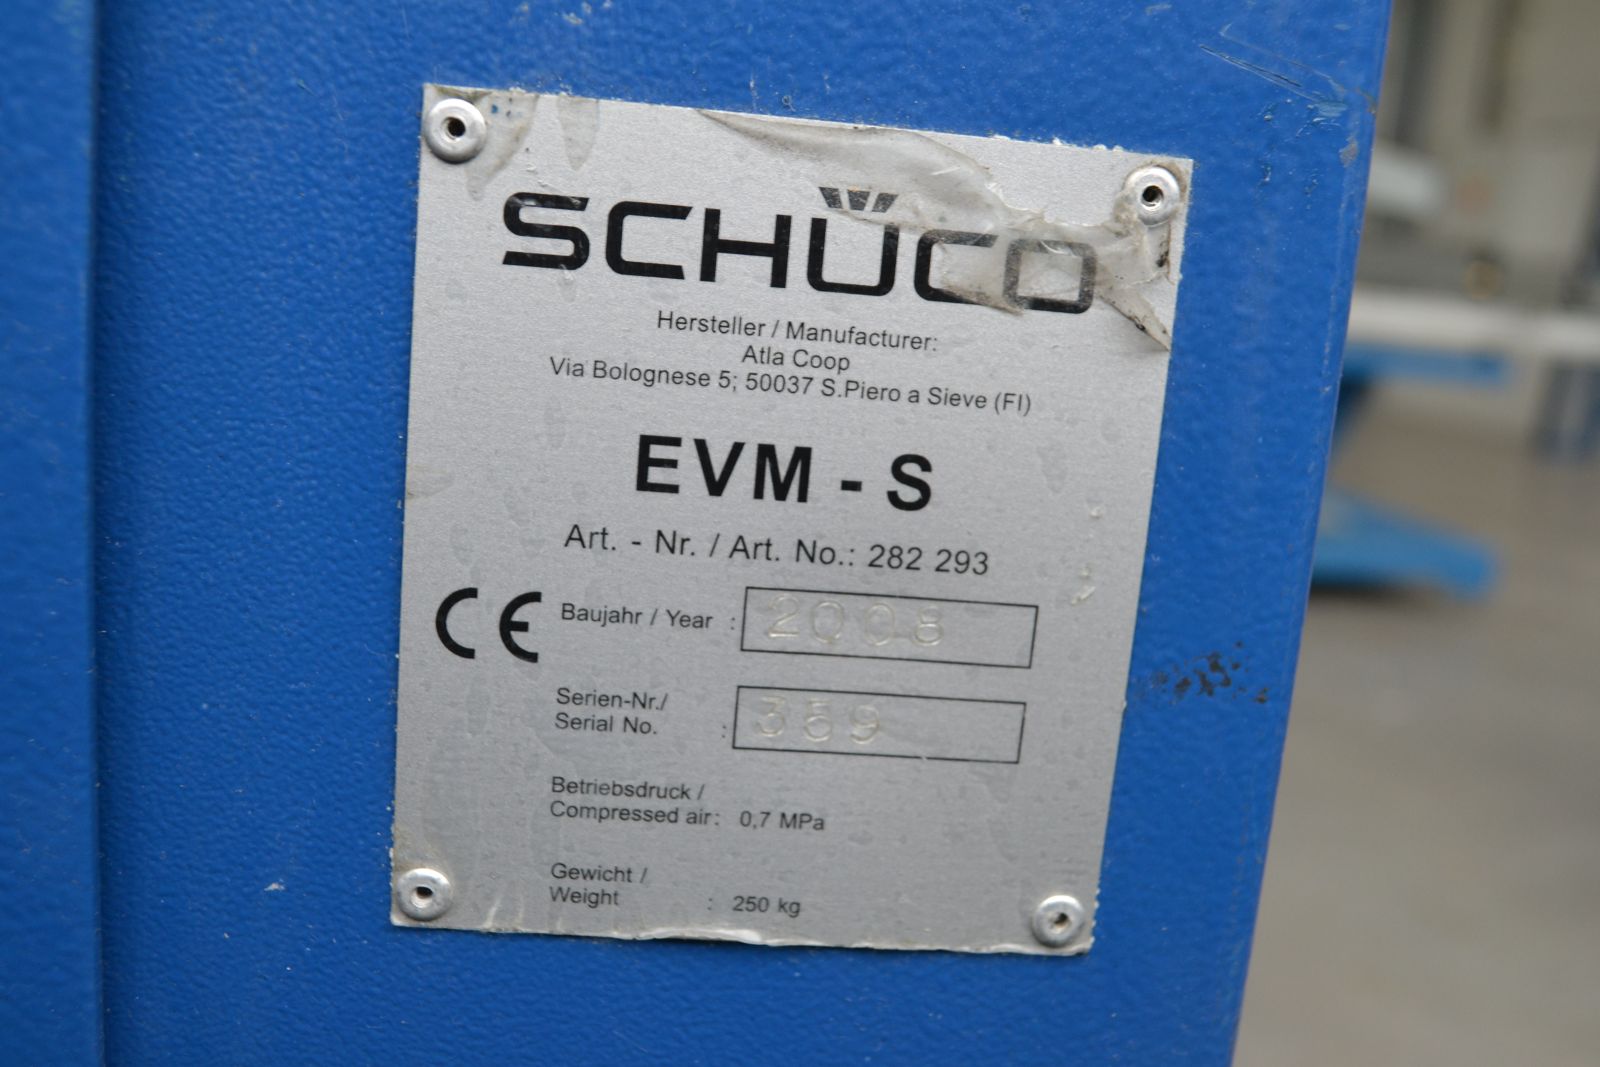 SCHÜCO
Hersteller / Manufacturer:
Atla Coop
Via Bolognese 5; 50037 S.Piero a Sieve (FI)
EVM - S
Art. - Nr. / Art. No.: 282 293
CE
Baujahr / Year : 2008
Serien-Nr./
Serial No. : 359
Betriebsdruck /
Compressed air: 0,7 MPa
Gewicht /
Weight : 250 kg